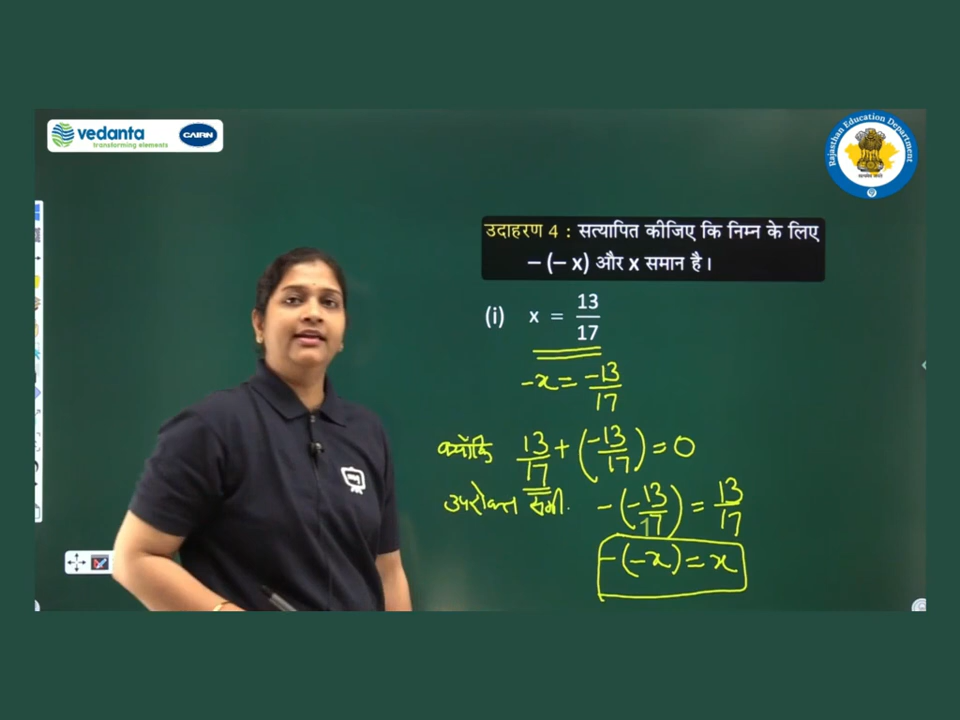 vedanta
transforming elements
CAIRN
Rajasthan Education Department
उदाहरण 4 : सत्यापित कीजिए कि निम्न के लिए
– (– x) और x समान है।
(i) x = 13/17
-x = -13/17
क्योंकि 13/17 + (-13/17) = 0
उपरोक्त सभी. -(-13/17) = 13/17
-(-x) = x